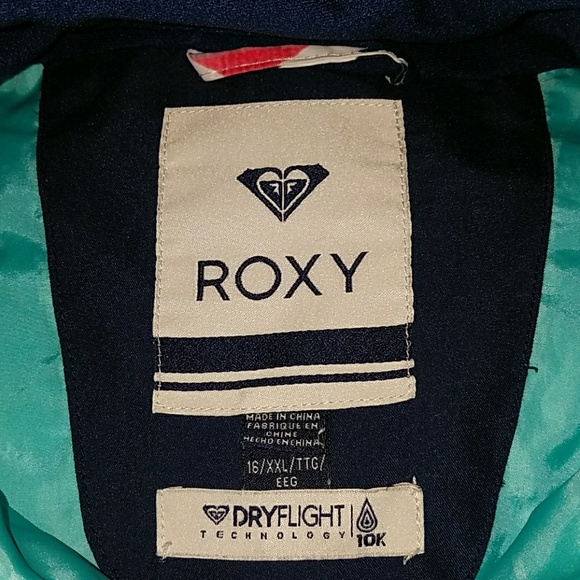 ROXY
MADE IN CHINA
FABRIQUE EN
CHINE
HECHO EN CHINA
16/XXL/TTG/
EEG
DRYFLIGHT
TECHNOLOGY
10K